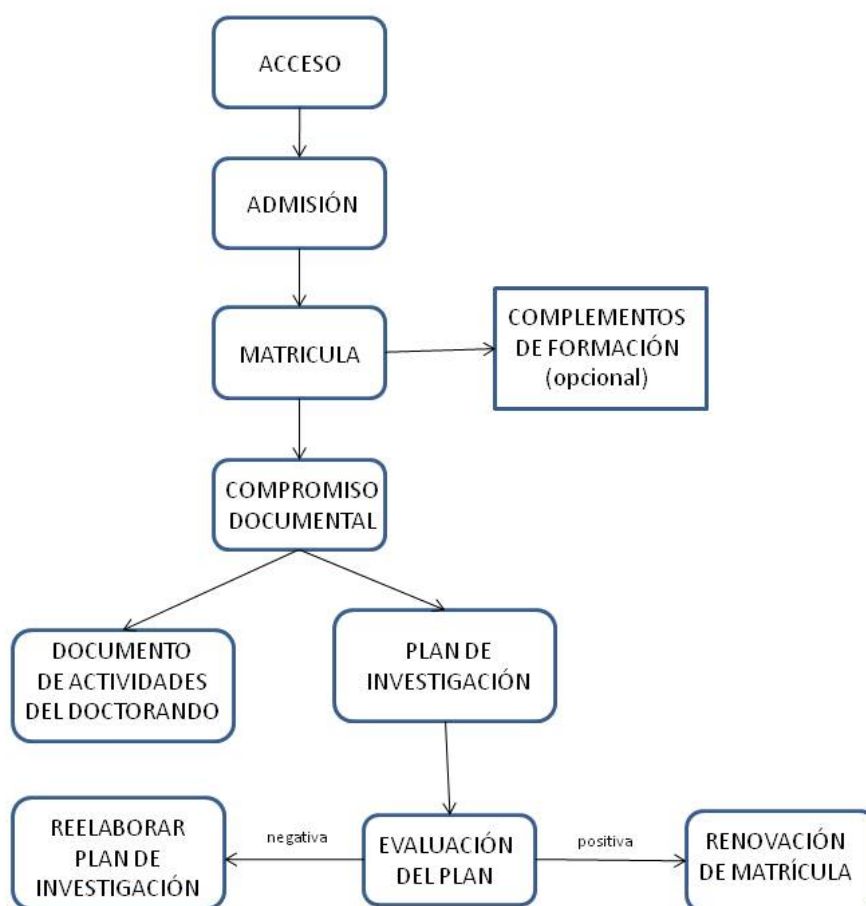 ACCESO
ADMISIÓN
MATRICULA
COMPLEMENTOS
DE FORMACIÓN
(opcional)
COMPROMISO
DOCUMENTAL
DOCUMENTO
DE ACTIVIDADES
DEL DOCTORANDO
PLAN DE
INVESTIGACIÓN
REELABORAR
PLAN DE
INVESTIGACIÓN
negativa
EVALUACIÓN
DEL PLAN
positiva
RENOVACIÓN
DE MATRÍCULA